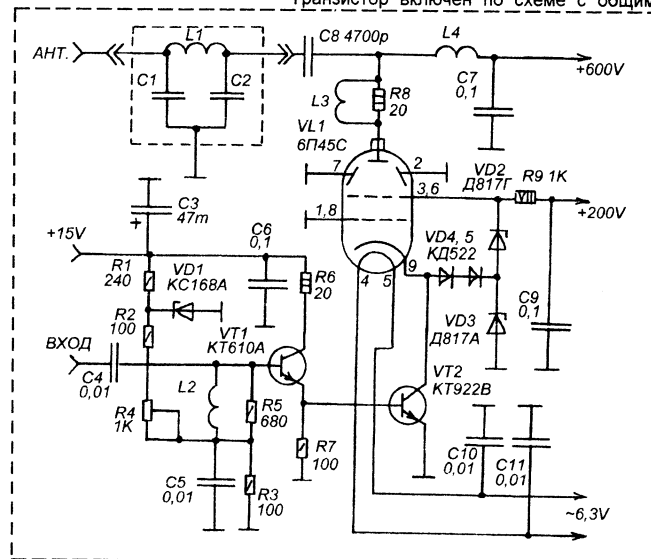 Транзистор включен по схеме с общим
АНТ.
L1
C1
C2
C8 4700p
L4
+600V
C7
0,1
L3
R8
20
VL1
6П45С
7
2
3,6
1,8
VD2
Д817Г
R9 1K
+200V
C3
47m
+
+15V
C6
0,1
R1
240
VD1
КС168А
R6
20
R2
100
VT1
КТ610А
4
5
9
VD4, 5
КД522
VD3
Д817А
C9
0,1
ВХОД
C4
0,01
L2
R4
1K
R5
680
VT2
КТ922В
R7
100
C5
0,01
R3
100
C10
0,01
C11
0,01
~6,3V